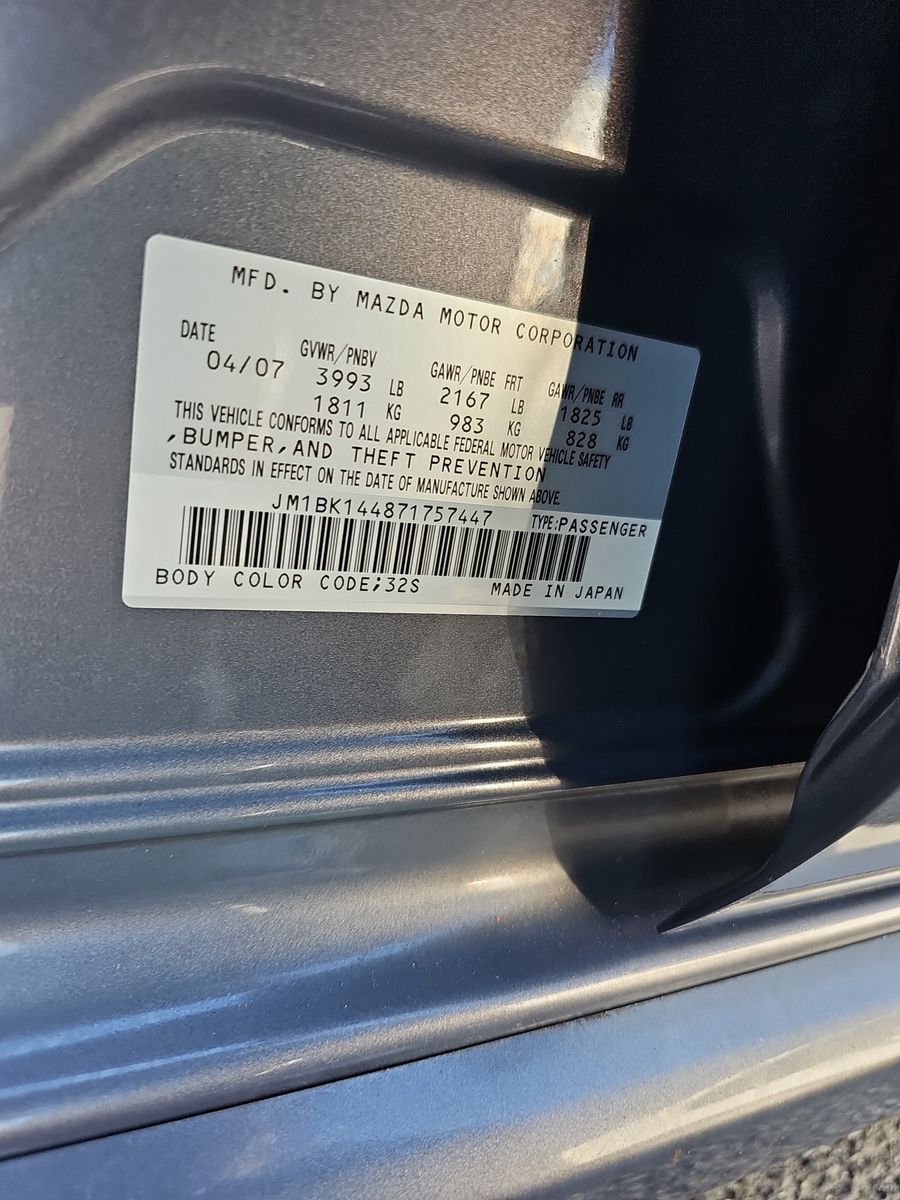 MFD. BY MAZDA MOTOR CORPORATION
DATE GVWR/PNBV GAWR/PNBE FRT GAWR/PNBE RR
04/07 3993 LB 2167 LB 1825 LB
1811 KG 983 KG 828 KG
THIS VEHICLE CONFORMS TO ALL APPLICABLE FEDERAL MOTOR VEHICLE SAFETY
,BUMPER,AND THEFT PREVENTION
STANDARDS IN EFFECT ON THE DATE OF MANUFACTURE SHOWN ABOVE.
JM1BK144871757447 TYPE:PASSENGER
BODY COLOR CODE;32S MADE IN JAPAN